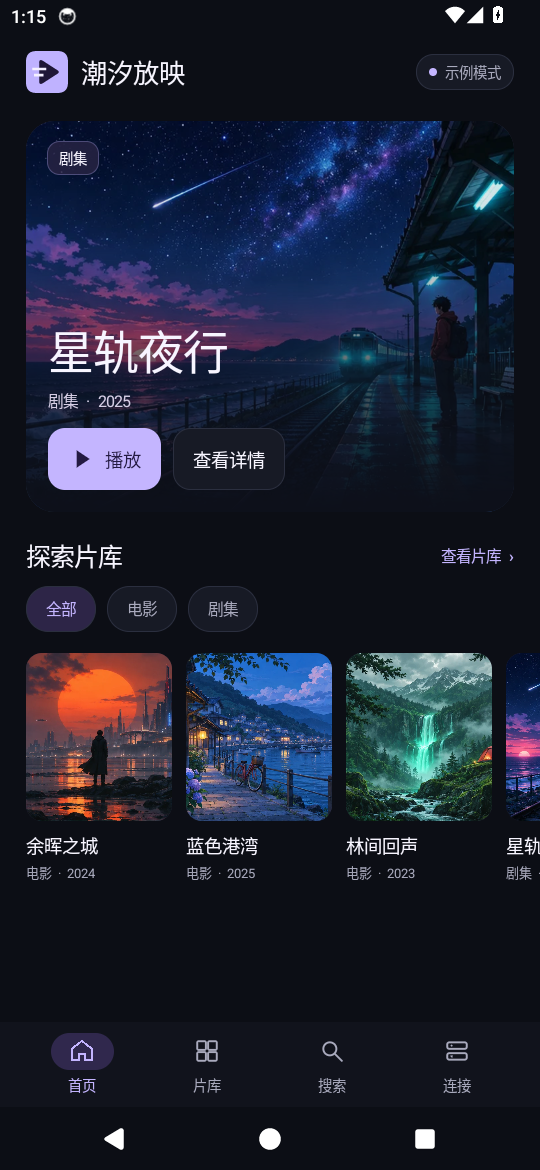 1:15
潮汐放映
示例模式
剧集
星轨夜行
剧集 · 2025
播放
查看详情
探索片库
查看片库 ›
全部
电影
剧集
余晖之城
电影 · 2024
蓝色港湾
电影 · 2025
林间回声
电影 · 2023
星轨
剧集 ·
首页
片库
搜索
连接